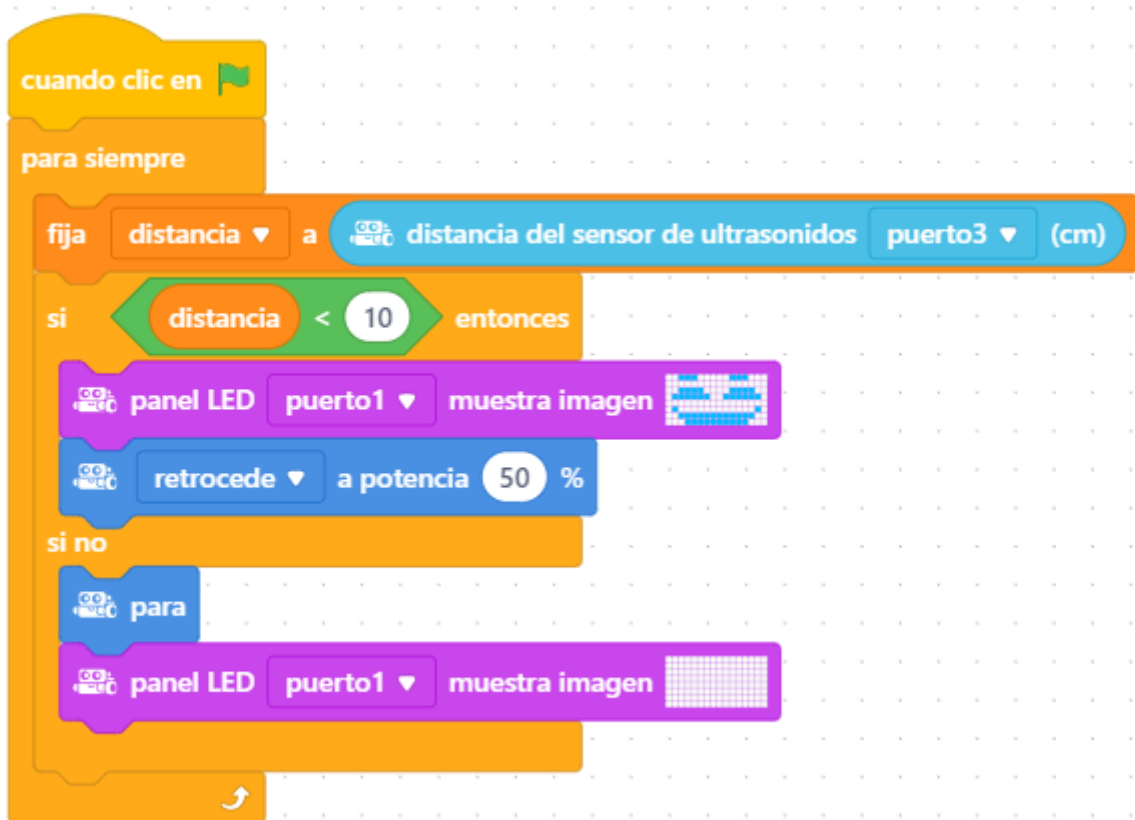 cuando clic en
para siempre
fija distancia a distancia del sensor de ultrasonidos puerto3 (cm)
si distancia < 10 entonces
panel LED puerto1 muestra imagen
retrocede a potencia 50 %
si no
para
panel LED puerto1 muestra imagen